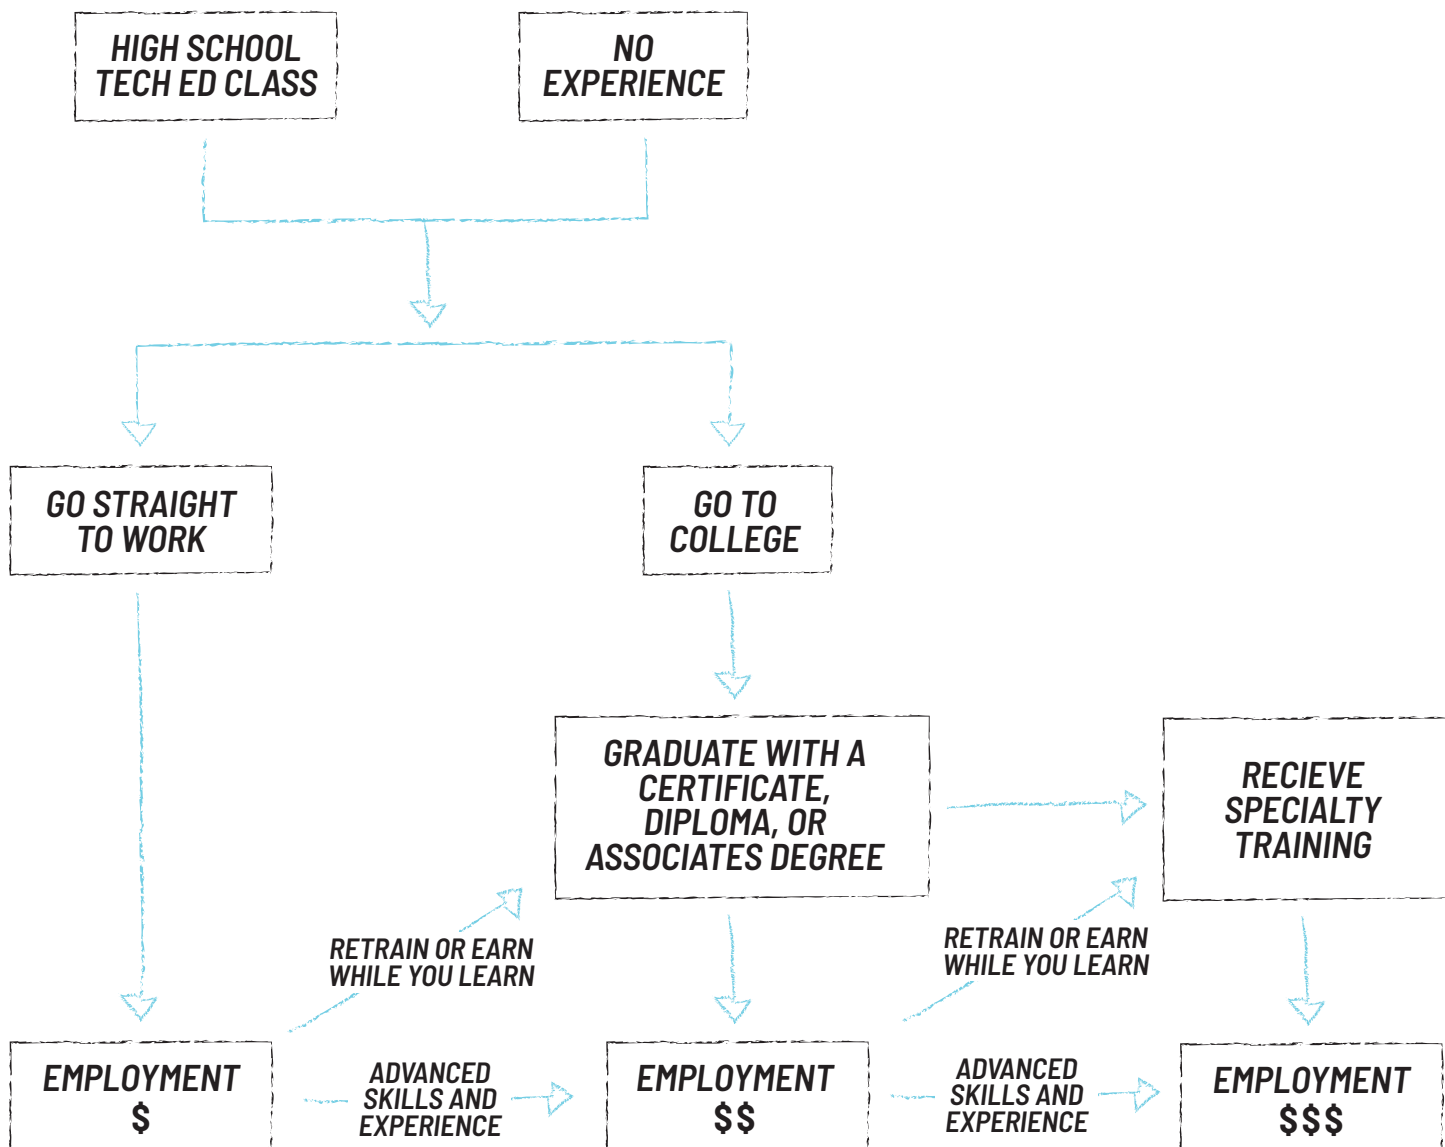 HIGH SCHOOL
TECH ED CLASS
NO
EXPERIENCE
GO STRAIGHT
TO WORK
GO TO
COLLEGE
GRADUATE WITH A
CERTIFICATE,
DIPLOMA, OR
ASSOCIATES DEGREE
RECIEVE
SPECIALTY
TRAINING
RETRAIN OR EARN
WHILE YOU LEARN
RETRAIN OR EARN
WHILE YOU LEARN
EMPLOYMENT
$
ADVANCED
SKILLS AND
EXPERIENCE
EMPLOYMENT
$$
ADVANCED
SKILLS AND
EXPERIENCE
EMPLOYMENT
$$$